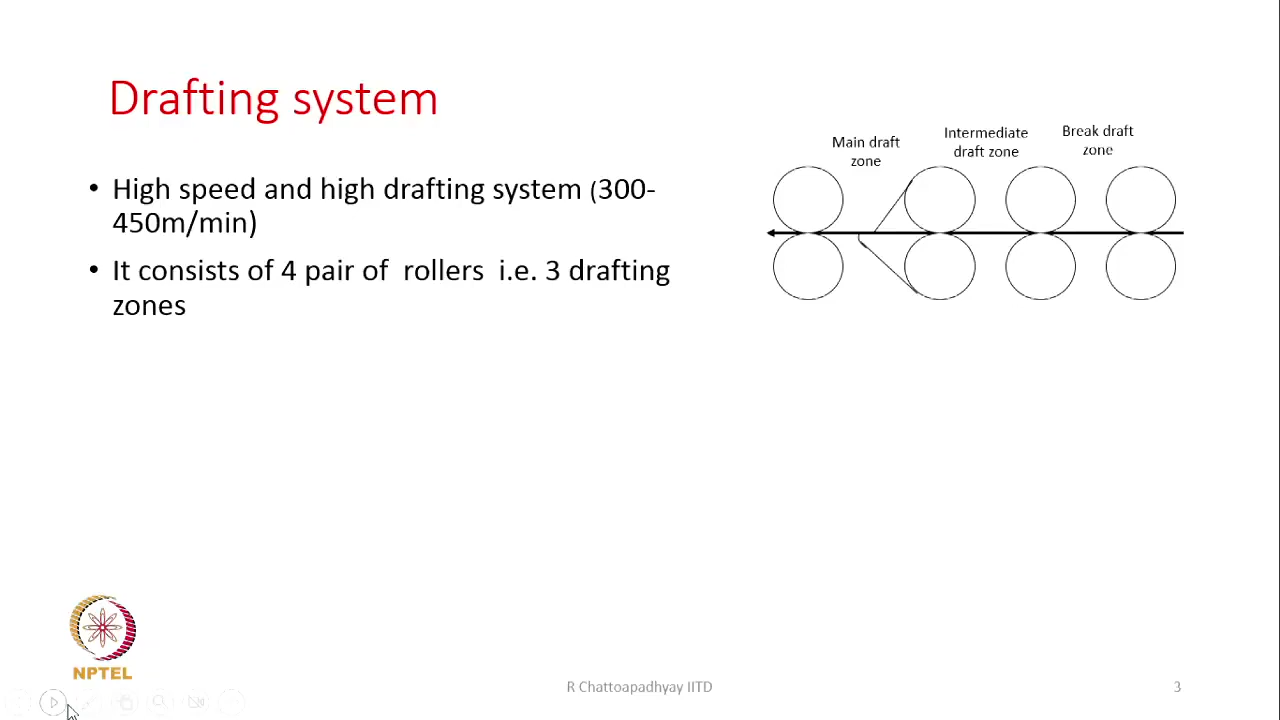 Drafting system
• High speed and high drafting system (300-
450m/min)
• It consists of 4 pair of rollers i.e. 3 drafting
zones
Main draft
zone
Intermediate
draft zone
Break draft
zone
NPTEL
R Chattoapadhyay IITD
3